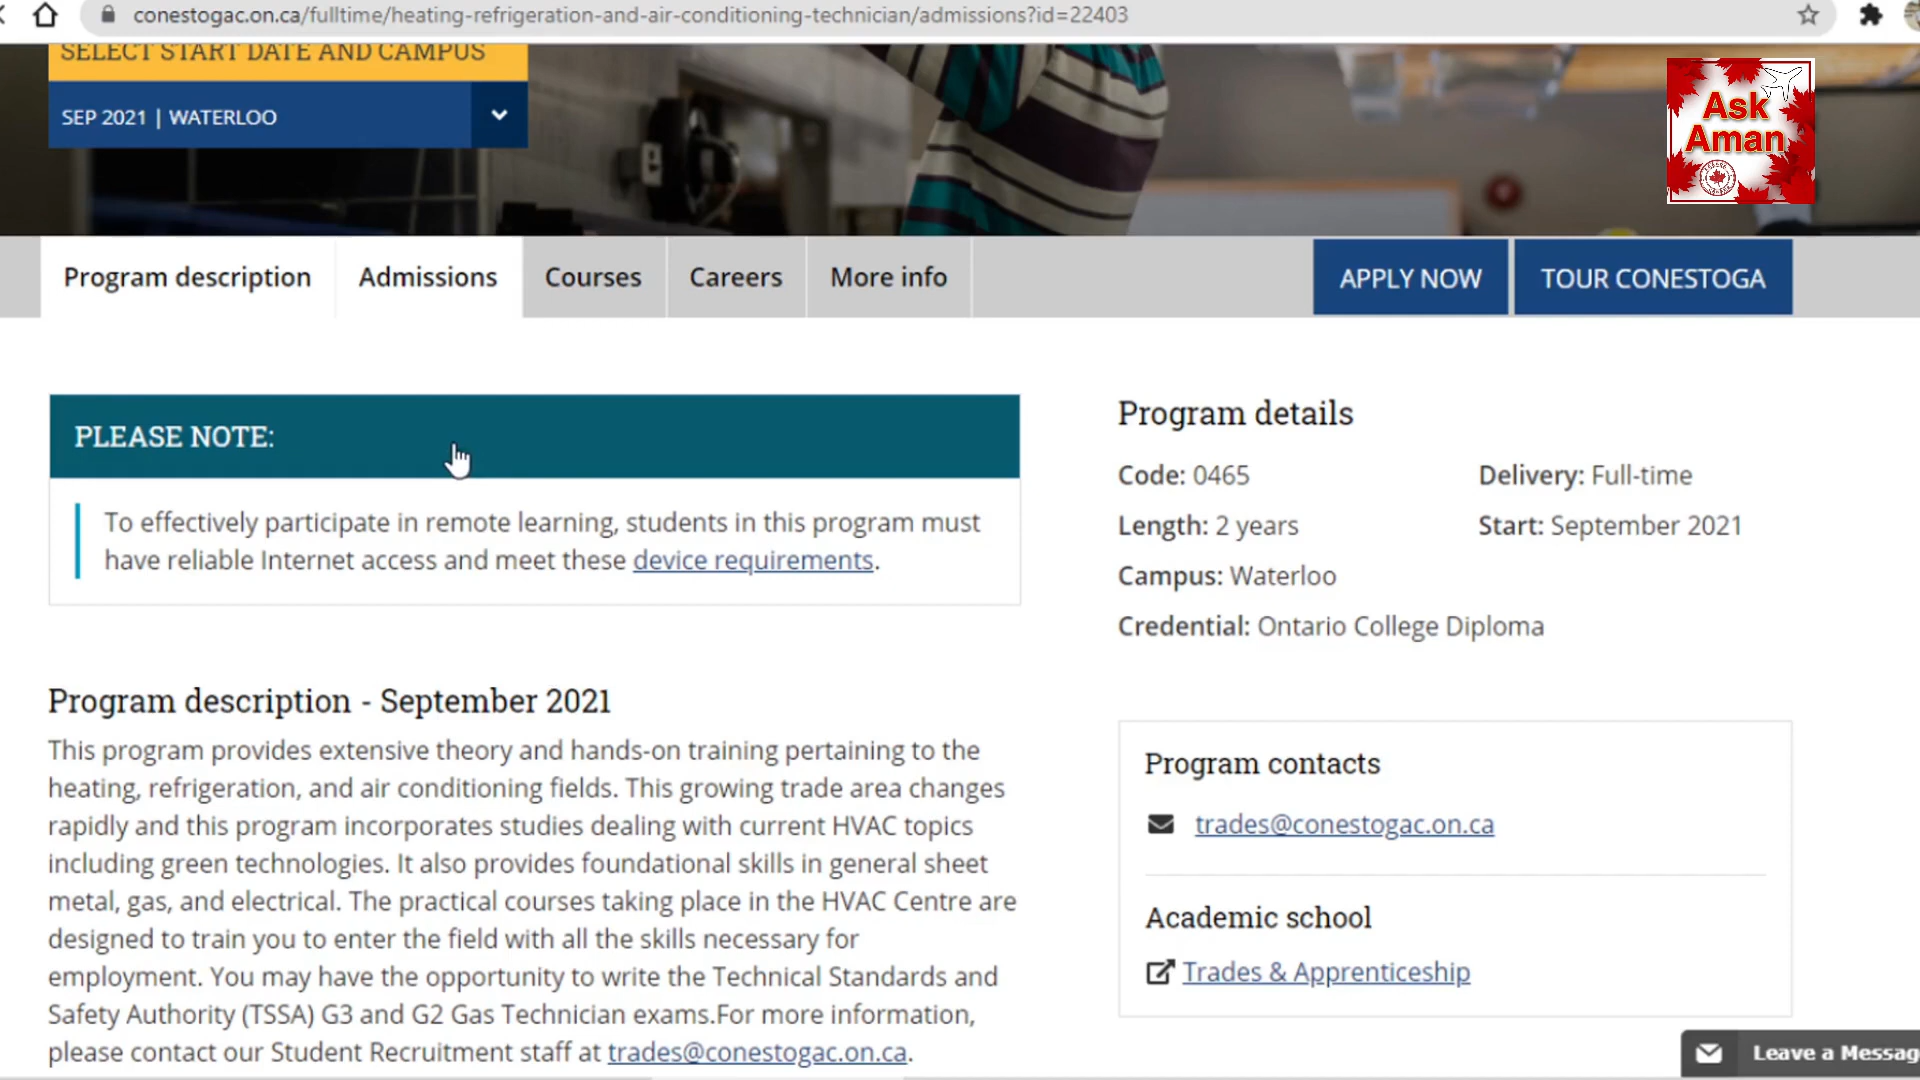 conestogac.on.ca/fulltime/heating-refrigeration-and-air-conditioning-technician/admissions?id=22403
SELECT START DATE AND CAMPUS
SEP 2021 | WATERLOO
Ask
Aman
Program description
Admissions
Courses
Careers
More info
APPLY NOW
TOUR CONESTOGA
PLEASE NOTE:
To effectively participate in remote learning, students in this program must
have reliable Internet access and meet these device requirements.
Program description - September 2021
This program provides extensive theory and hands-on training pertaining to the
heating, refrigeration, and air conditioning fields. This growing trade area changes
rapidly and this program incorporates studies dealing with current HVAC topics
including green technologies. It also provides foundational skills in general sheet
metal, gas, and electrical. The practical courses taking place in the HVAC Centre are
designed to train you to enter the field with all the skills necessary for
employment. You may have the opportunity to write the Technical Standards and
Safety Authority (TSSA) G3 and G2 Gas Technician exams.For more information,
please contact our Student Recruitment staff at trades@conestogac.on.ca.
Program details
Code: 0465
Delivery: Full-time
Length: 2 years
Start: September 2021
Campus: Waterloo
Credential: Ontario College Diploma
Program contacts
trades@conestogac.on.ca
Academic school
Trades & Apprenticeship
Leave a Messag